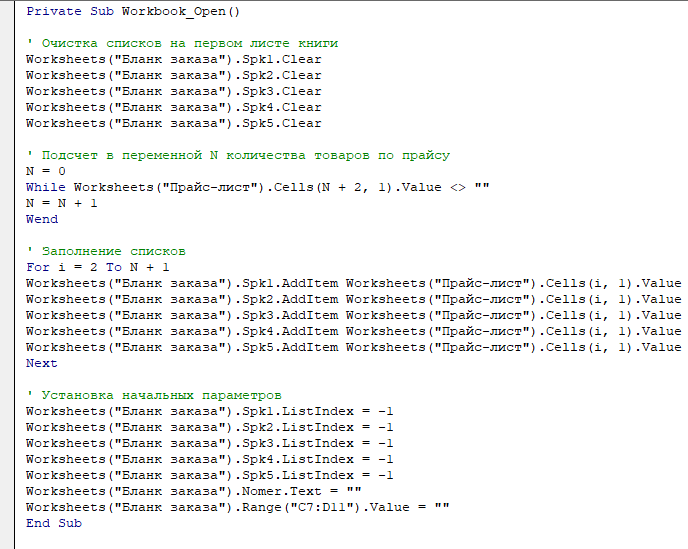 Private Sub Workbook_Open()
' Очистка списков на первом листе книги
Worksheets("Бланк заказа").Spk1.Clear
Worksheets("Бланк заказа").Spk2.Clear
Worksheets("Бланк заказа").Spk3.Clear
Worksheets("Бланк заказа").Spk4.Clear
Worksheets("Бланк заказа").Spk5.Clear
' Подсчет в переменной N количества товаров по прайсу
N = 0
While Worksheets("Прайс-лист").Cells(N + 2, 1).Value <> ""
N = N + 1
Wend
' Заполнение списков
For i = 2 To N + 1
Worksheets("Бланк заказа").Spk1.AddItem Worksheets("Прайс-лист").Cells(i, 1).Value
Worksheets("Бланк заказа").Spk2.AddItem Worksheets("Прайс-лист").Cells(i, 1).Value
Worksheets("Бланк заказа").Spk3.AddItem Worksheets("Прайс-лист").Cells(i, 1).Value
Worksheets("Бланк заказа").Spk4.AddItem Worksheets("Прайс-лист").Cells(i, 1).Value
Worksheets("Бланк заказа").Spk5.AddItem Worksheets("Прайс-лист").Cells(i, 1).Value
Next
' Установка начальных параметров
Worksheets("Бланк заказа").Spk1.ListIndex = -1
Worksheets("Бланк заказа").Spk2.ListIndex = -1
Worksheets("Бланк заказа").Spk3.ListIndex = -1
Worksheets("Бланк заказа").Spk4.ListIndex = -1
Worksheets("Бланк заказа").Spk5.ListIndex = -1
Worksheets("Бланк заказа").Nomer.Text = ""
Worksheets("Бланк заказа").Range("C7:D11").Value = ""
End Sub